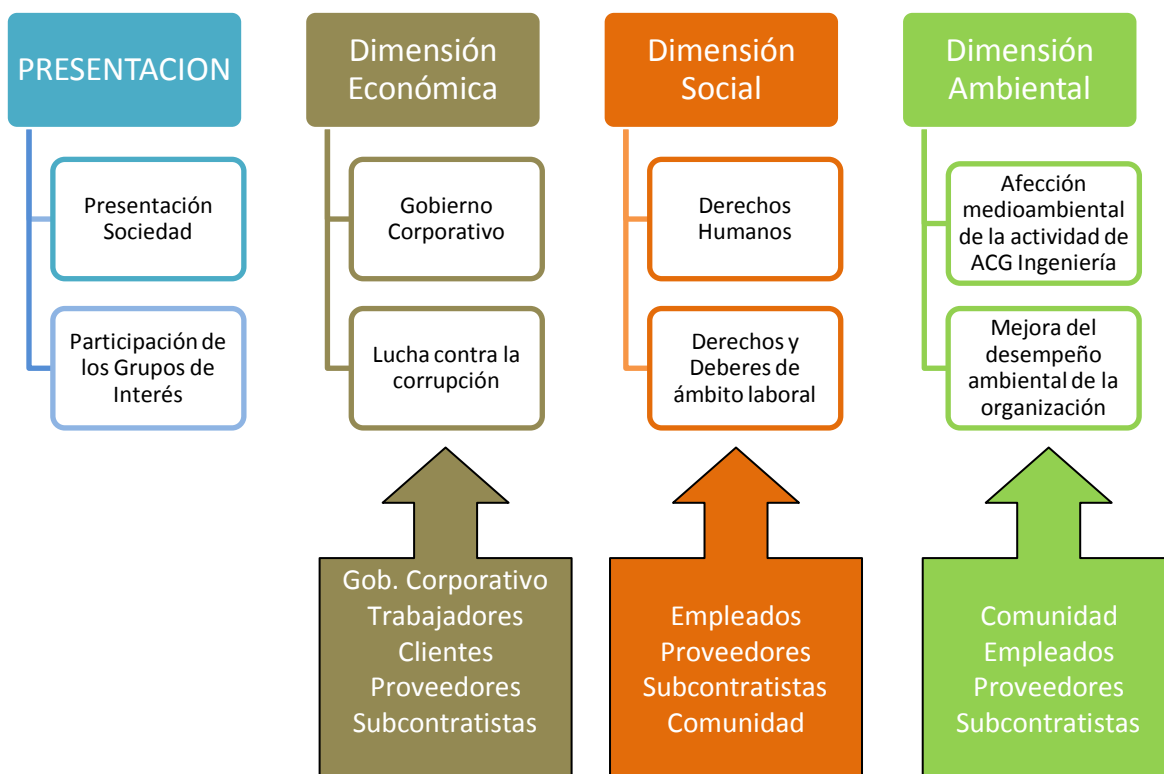 PRESENTACION
Presentación
Sociedad
Participación de
los Grupos de
Interés
Dimensión
Económica
Gobierno
Corporativo
Lucha contra la
corrupción
Gob. Corporativo
Trabajadores
Clientes
Proveedores
Subcontratistas
Dimensión
Social
Derechos
Humanos
Derechos y
Deberes de
ámbito laboral
Empleados
Proveedores
Subcontratistas
Comunidad
Dimensión
Ambiental
Afección
medioambiental
de la actividad de
ACG Ingeniería
Mejora del
desempeño
ambiental de la
organización
Comunidad
Empleados
Proveedores
Subcontratistas